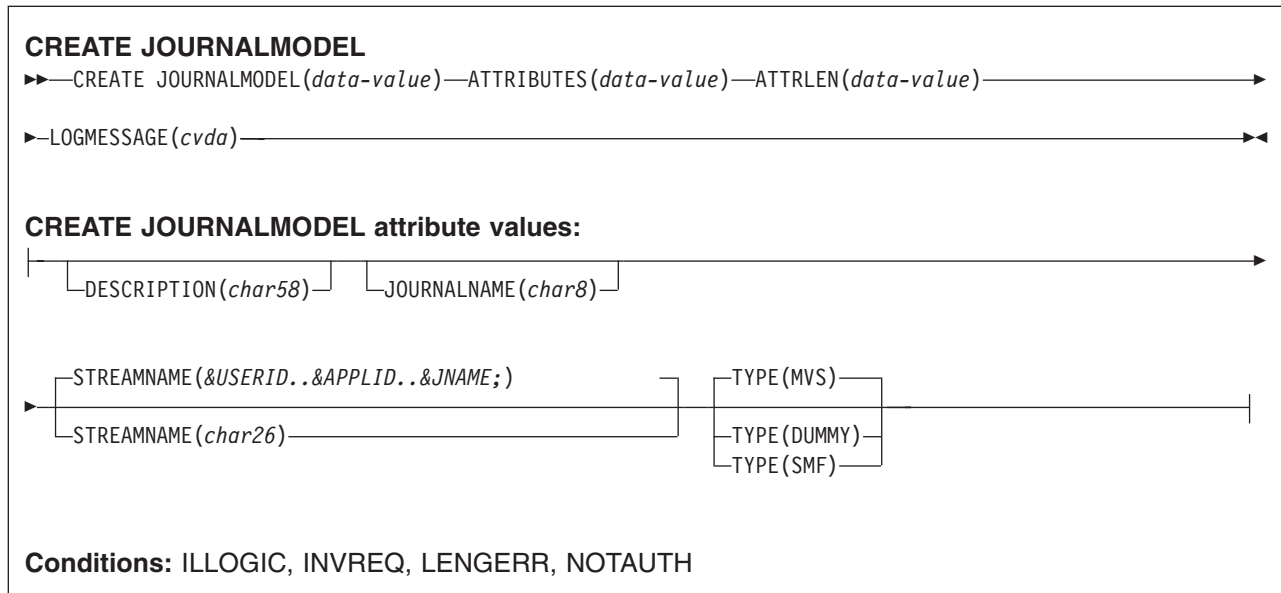 CREATE JOURNALMODEL
CREATE JOURNALMODEL(data-value) ATTRIBUTES(data-value) ATTRLEN(data-value)
LOGMESSAGE(cvda)
CREATE JOURNALMODEL attribute values:
DESCRIPTION(char58) JOURNALNAME(char8)
STREAMNAME(&USERID..&APPLID..&JNAME;) TYPE(MVS)
STREAMNAME(char26) TYPE(DUMMY)
TYPE(SMF)
Conditions: ILLOGIC, INVREQ, LENGERR, NOTAUTH